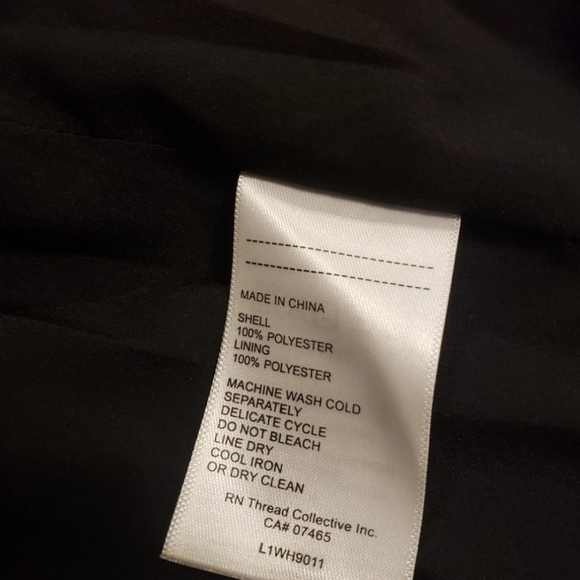 MADE IN CHINA
SHELL
100% POLYESTER
LINING
100% POLYESTER
MACHINE WASH COLD
SEPARATELY
DELICATE CYCLE
DO NOT BLEACH
LINE DRY
COOL IRON
OR DRY CLEAN
RN Thread Collective Inc.
CA# 07465
L1WH9011